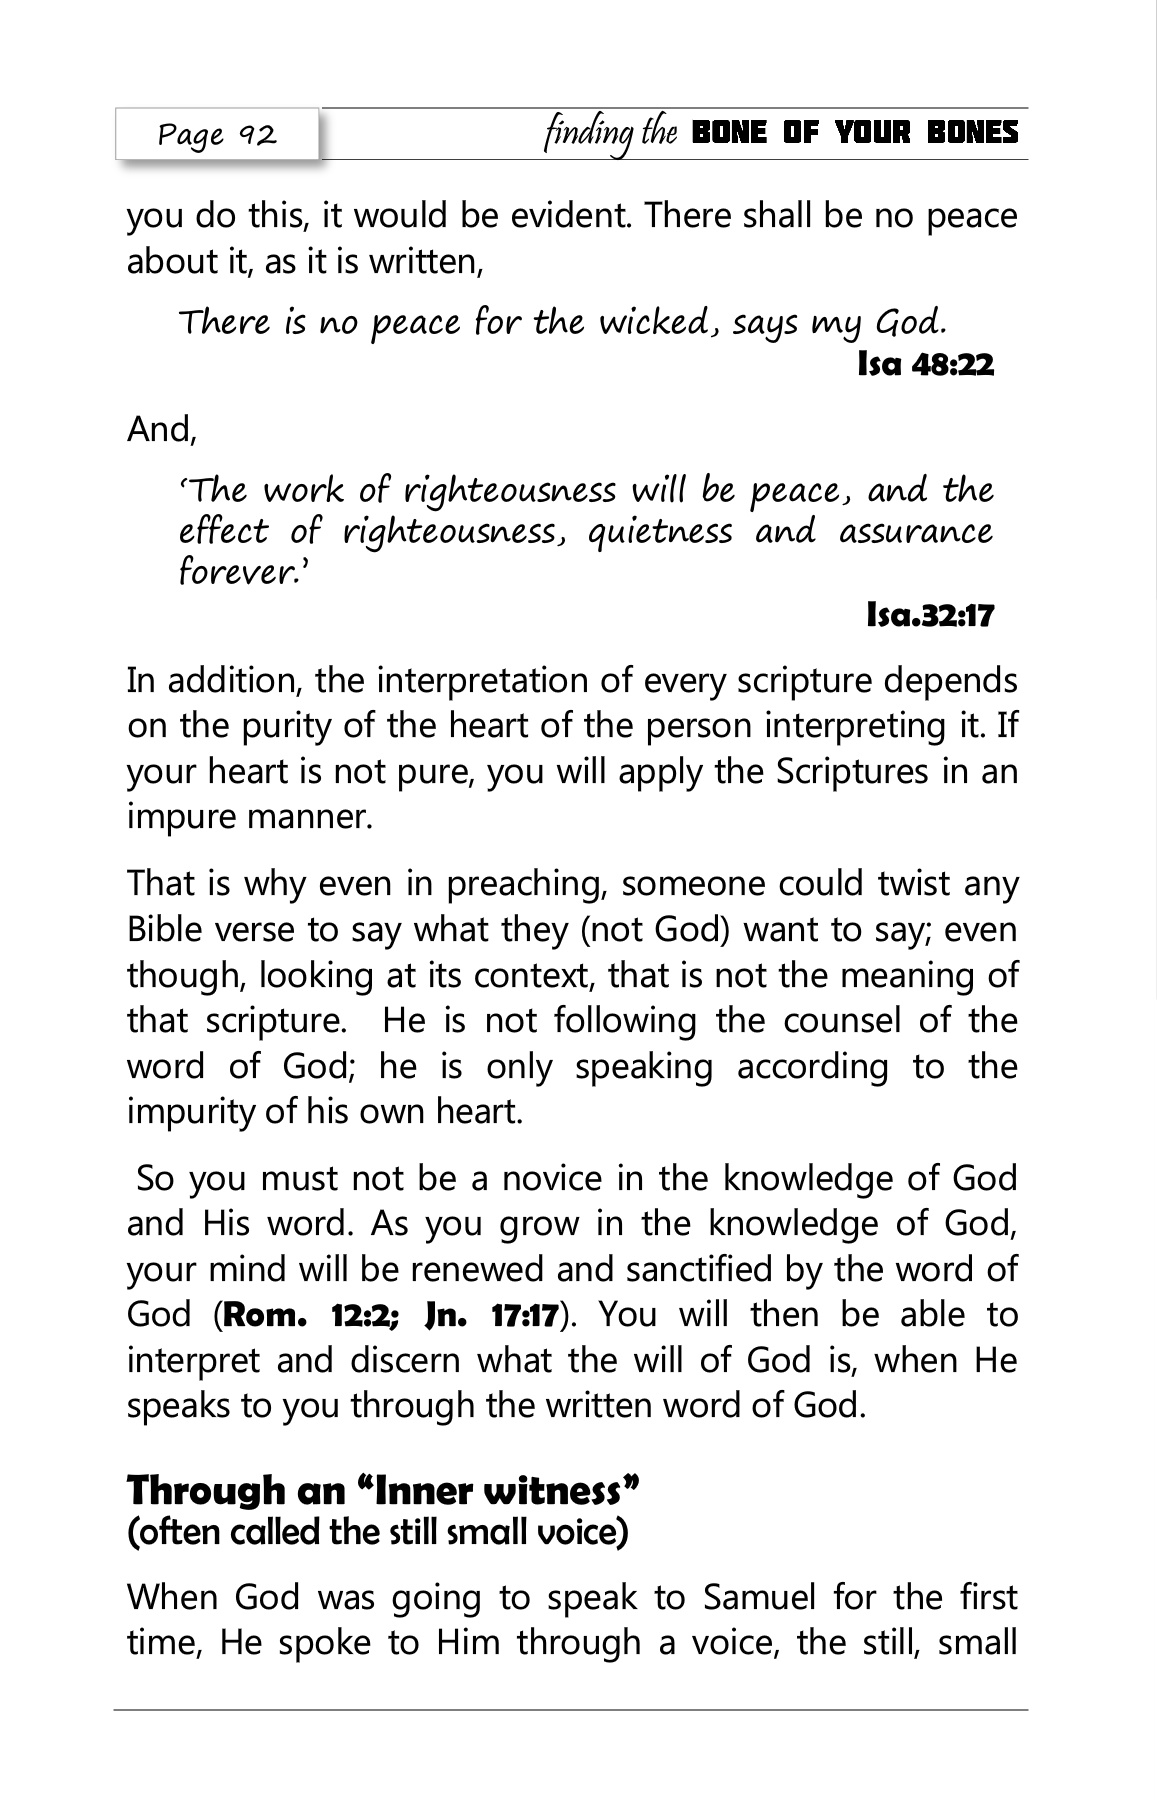 Page 92
finding the BONE OF YOUR BONES
you do this, it would be evident. There shall be no peace
about it, as it is written,
There is no peace for the wicked, says my God.
Isa 48:22
And,
‘The work of righteousness will be peace, and the
effect of righteousness, quietness and assurance
forever.’
Isa.32:17
In addition, the interpretation of every scripture depends
on the purity of the heart of the person interpreting it. If
your heart is not pure, you will apply the Scriptures in an
impure manner.
That is why even in preaching, someone could twist any
Bible verse to say what they (not God) want to say; even
though, looking at its context, that is not the meaning of
that scripture.  He is not following the counsel of the
word of God; he is only speaking according to the
impurity of his own heart.
So you must not be a novice in the knowledge of God
and His word. As you grow in the knowledge of God,
your mind will be renewed and sanctified by the word of
God (Rom. 12:2; Jn. 17:17). You will then be able to
interpret and discern what the will of God is, when He
speaks to you through the written word of God.
Through an “Inner witness”
(often called the still small voice)
When God was going to speak to Samuel for the first
time, He spoke to Him through a voice, the still, small